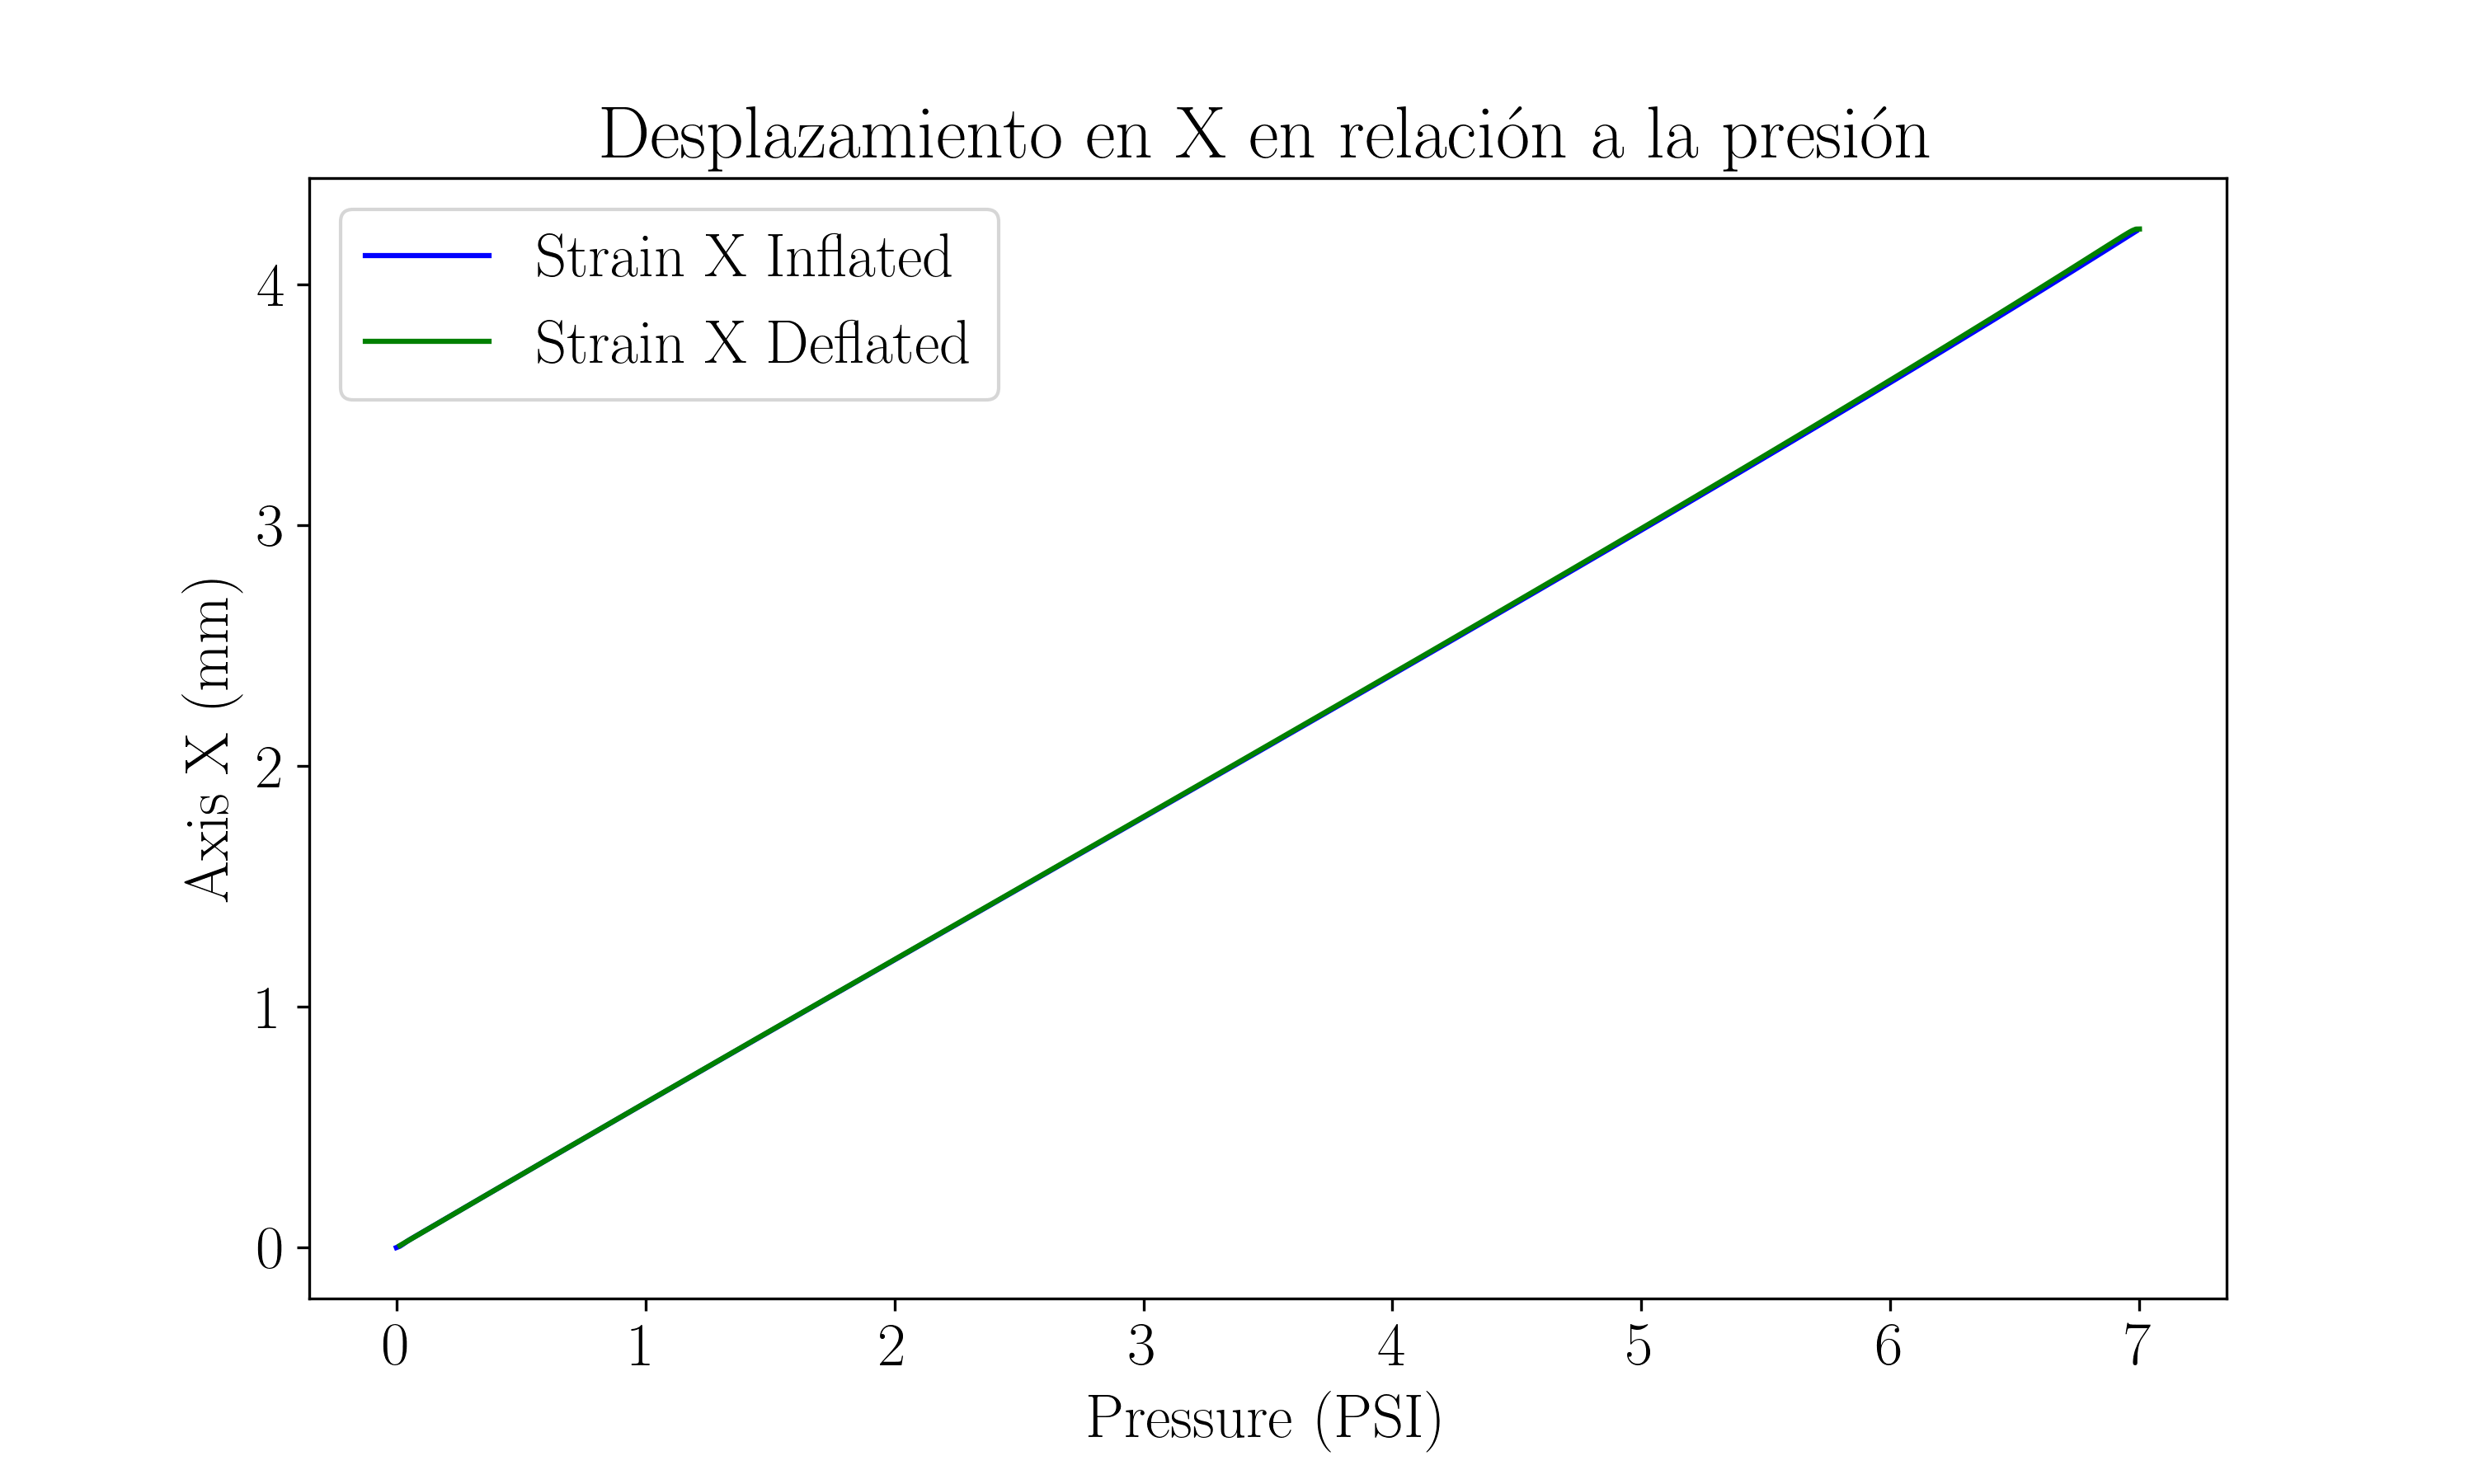 Desplazamiento en X en relación a la presión
Strain X Inflated
Strain X Deflated
4
3
2
1
0
Axis X (mm)
0 1 2 3 4 5 6 7
Pressure (PSI)